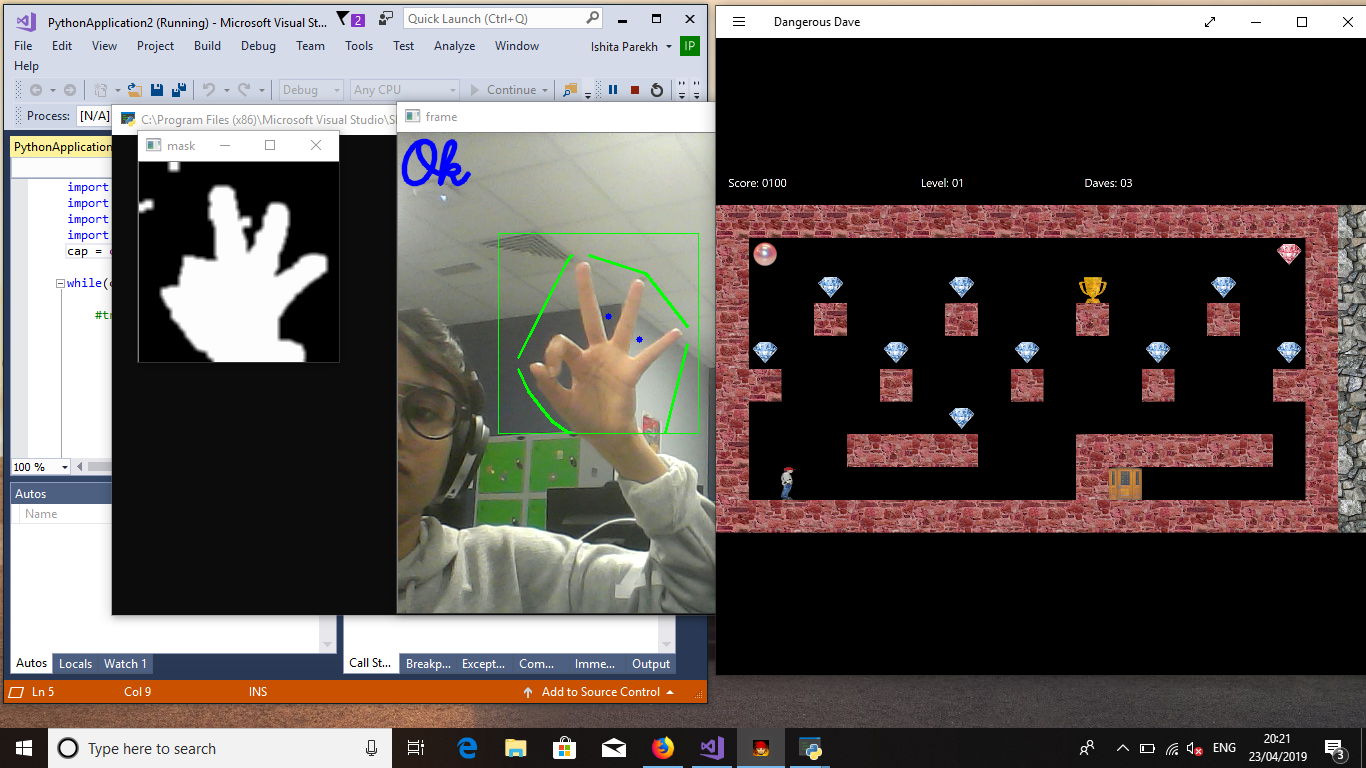 PythonApplication2 (Running) - Microsoft Visual St...
2
Quick Launch (Ctrl+Q)
File Edit View Project Build Debug Team Tools Test Analyze Window
Ishita Parekh
IP
Help
Debug
Any CPU
Continue
Process: [N/A]
C:\Program Files (x86)\Microsoft Visual Studio\S
frame
mask
PythonApplication
import
import
import
import
cap =
while(
#tr
100 %
Ok
Autos
Name
Autos Locals Watch 1
Call St... Breakp... Except... Com... Imme... Output
Ln 5 Col 9 INS
Add to Source Control
Dangerous Dave
Score: 0100 Level: 01 Daves: 03
Type here to search
ENG
20:21
23/04/2019
3